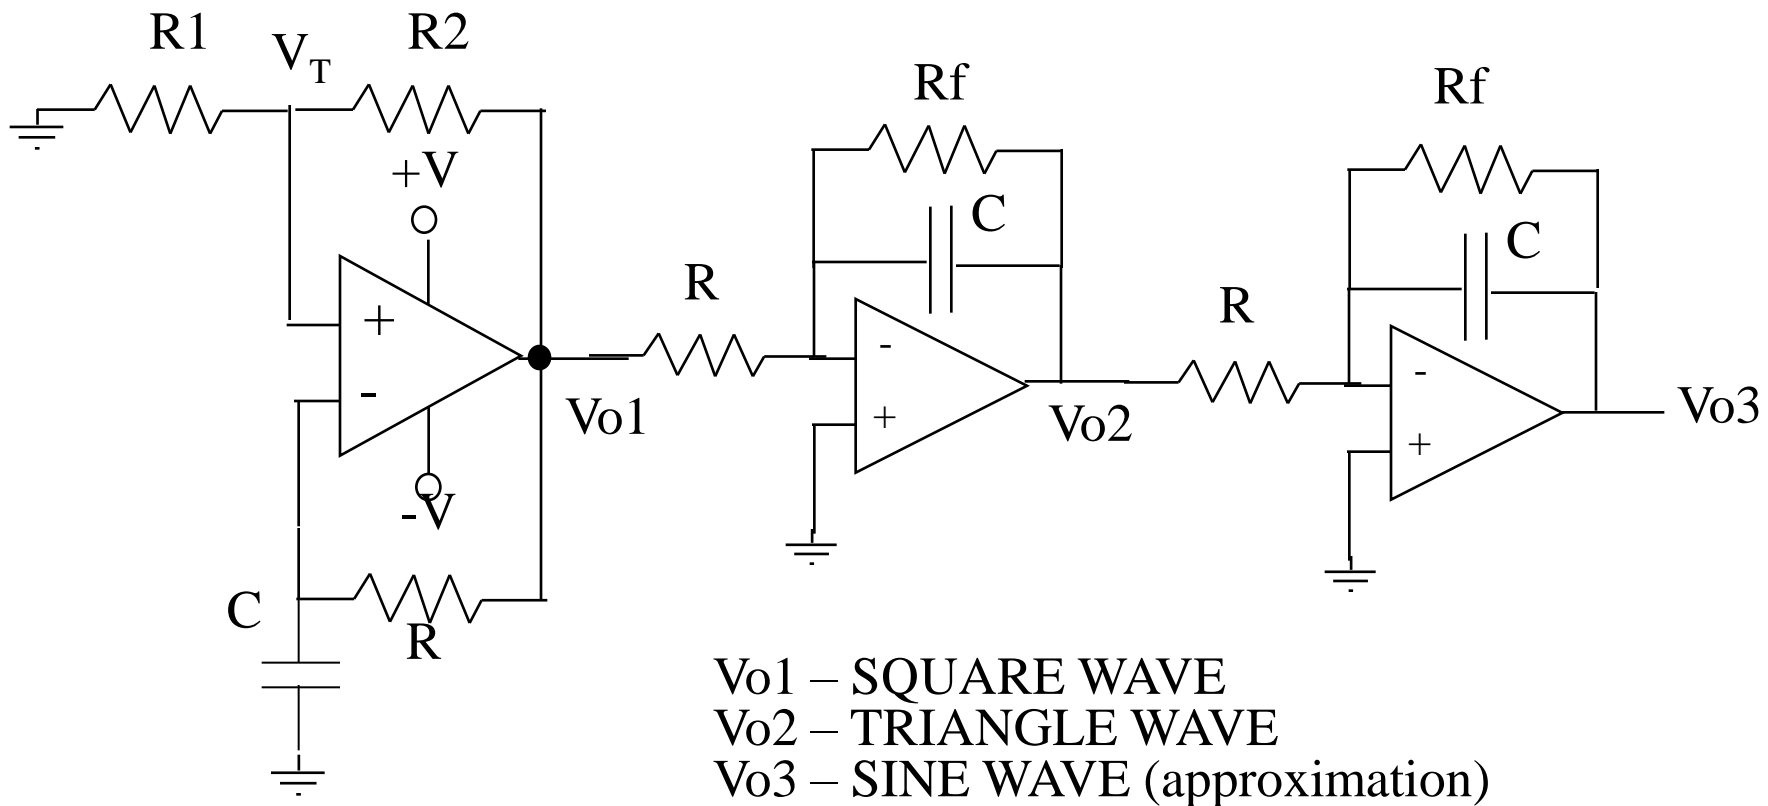 R1
V_T
R2
+V
+
-
-V
C
R
Vo1
R
Rf
C
-
+
Vo2
R
Rf
C
-
+
Vo3
Vo1 – SQUARE WAVE
Vo2 – TRIANGLE WAVE
Vo3 – SINE WAVE (approximation)